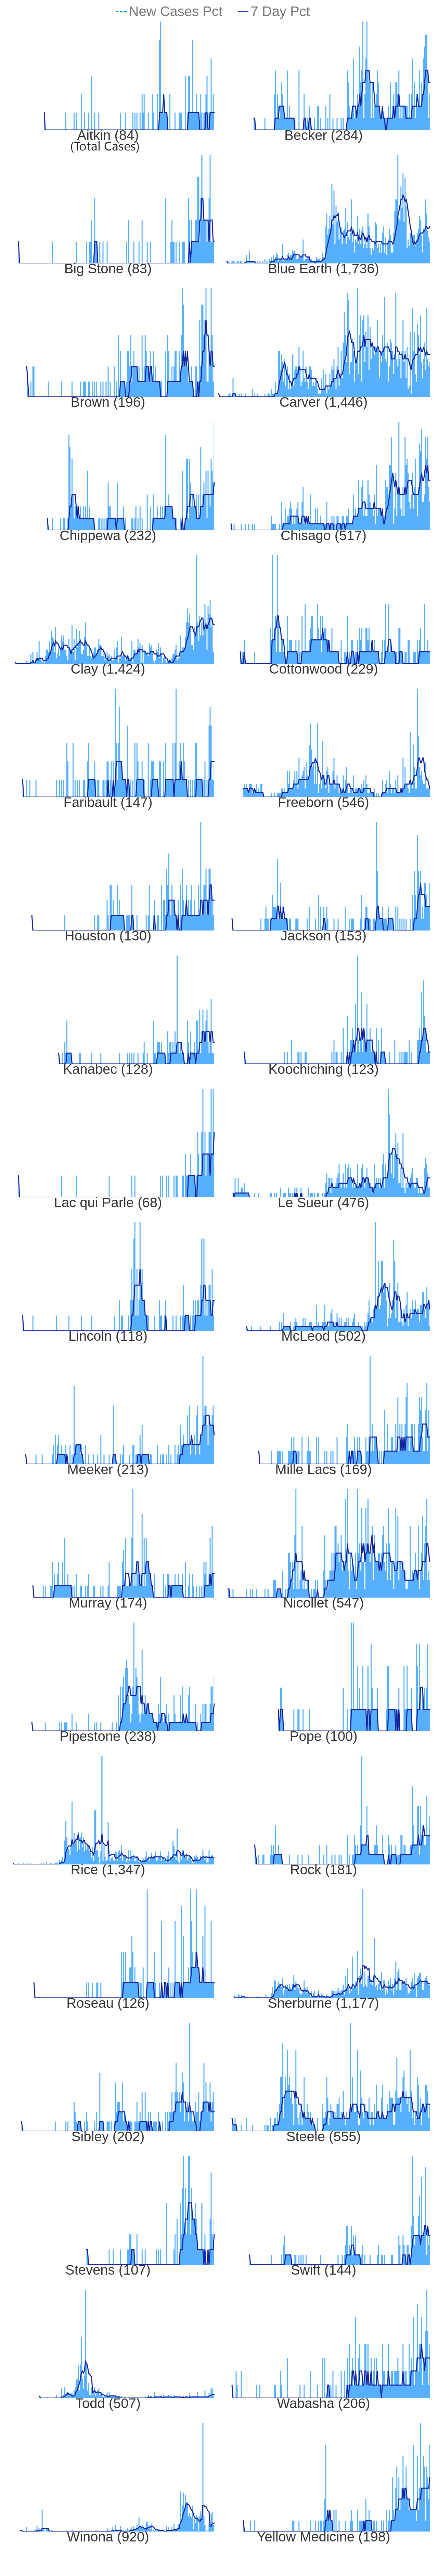 New Cases Pct 7 Day Pct
Aitkin (84) Becker (284)
(Total Cases)
Big Stone (83) Blue Earth (1,736)
Brown (196) Carver (1,446)
Chippewa (232) Chisago (517)
Clay (1,424) Cottonwood (229)
Faribault (147) Freeborn (546)
Houston (130) Jackson (153)
Kanabec (128) Koochiching (123)
Lac qui Parle (68) Le Sueur (476)
Lincoln (118) McLeod (502)
Meeker (213) Mille Lacs (169)
Murray (174) Nicollet (547)
Pipestone (238) Pope (100)
Rice (1,347) Rock (181)
Roseau (126) Sherburne (1,177)
Sibley (202) Steele (555)
Stevens (107) Swift (144)
Todd (507) Wabasha (206)
Winona (920) Yellow Medicine (198)